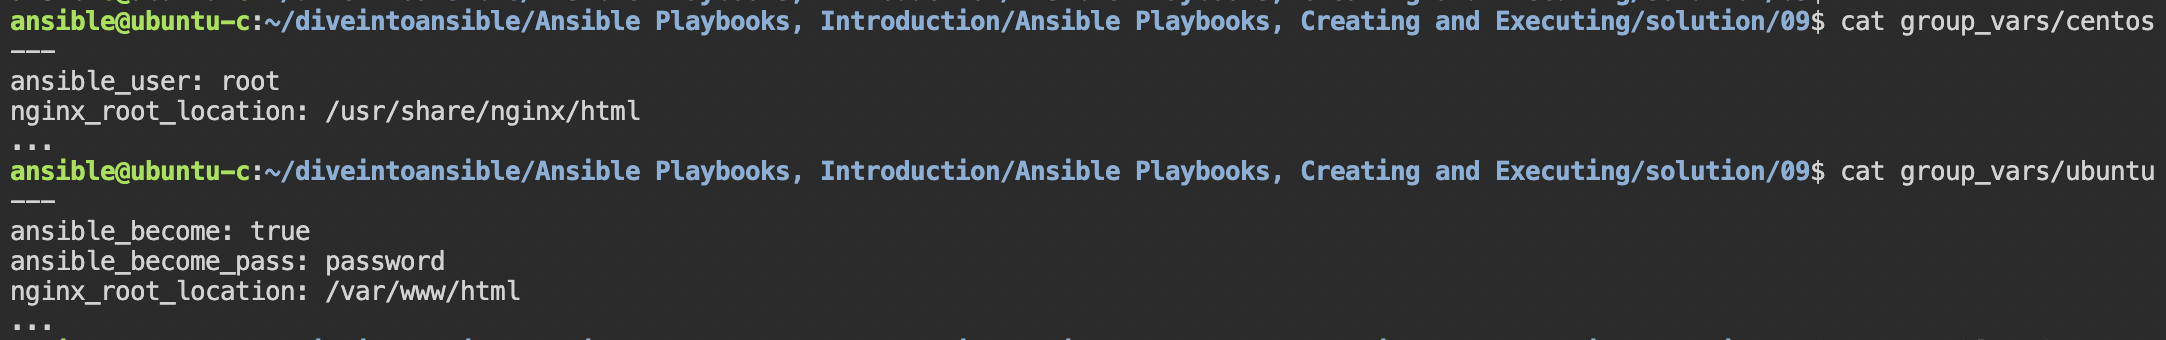 ansible@ubuntu-c:~/diveintoansible/Ansible Playbooks, Introduction/Ansible Playbooks, Creating and Executing/solution/09$ cat group_vars/centos
---
ansible_user: root
nginx_root_location: /usr/share/nginx/html
...
ansible@ubuntu-c:~/diveintoansible/Ansible Playbooks, Introduction/Ansible Playbooks, Creating and Executing/solution/09$ cat group_vars/ubuntu
---
ansible_become: true
ansible_become_pass: password
nginx_root_location: /var/www/html
...